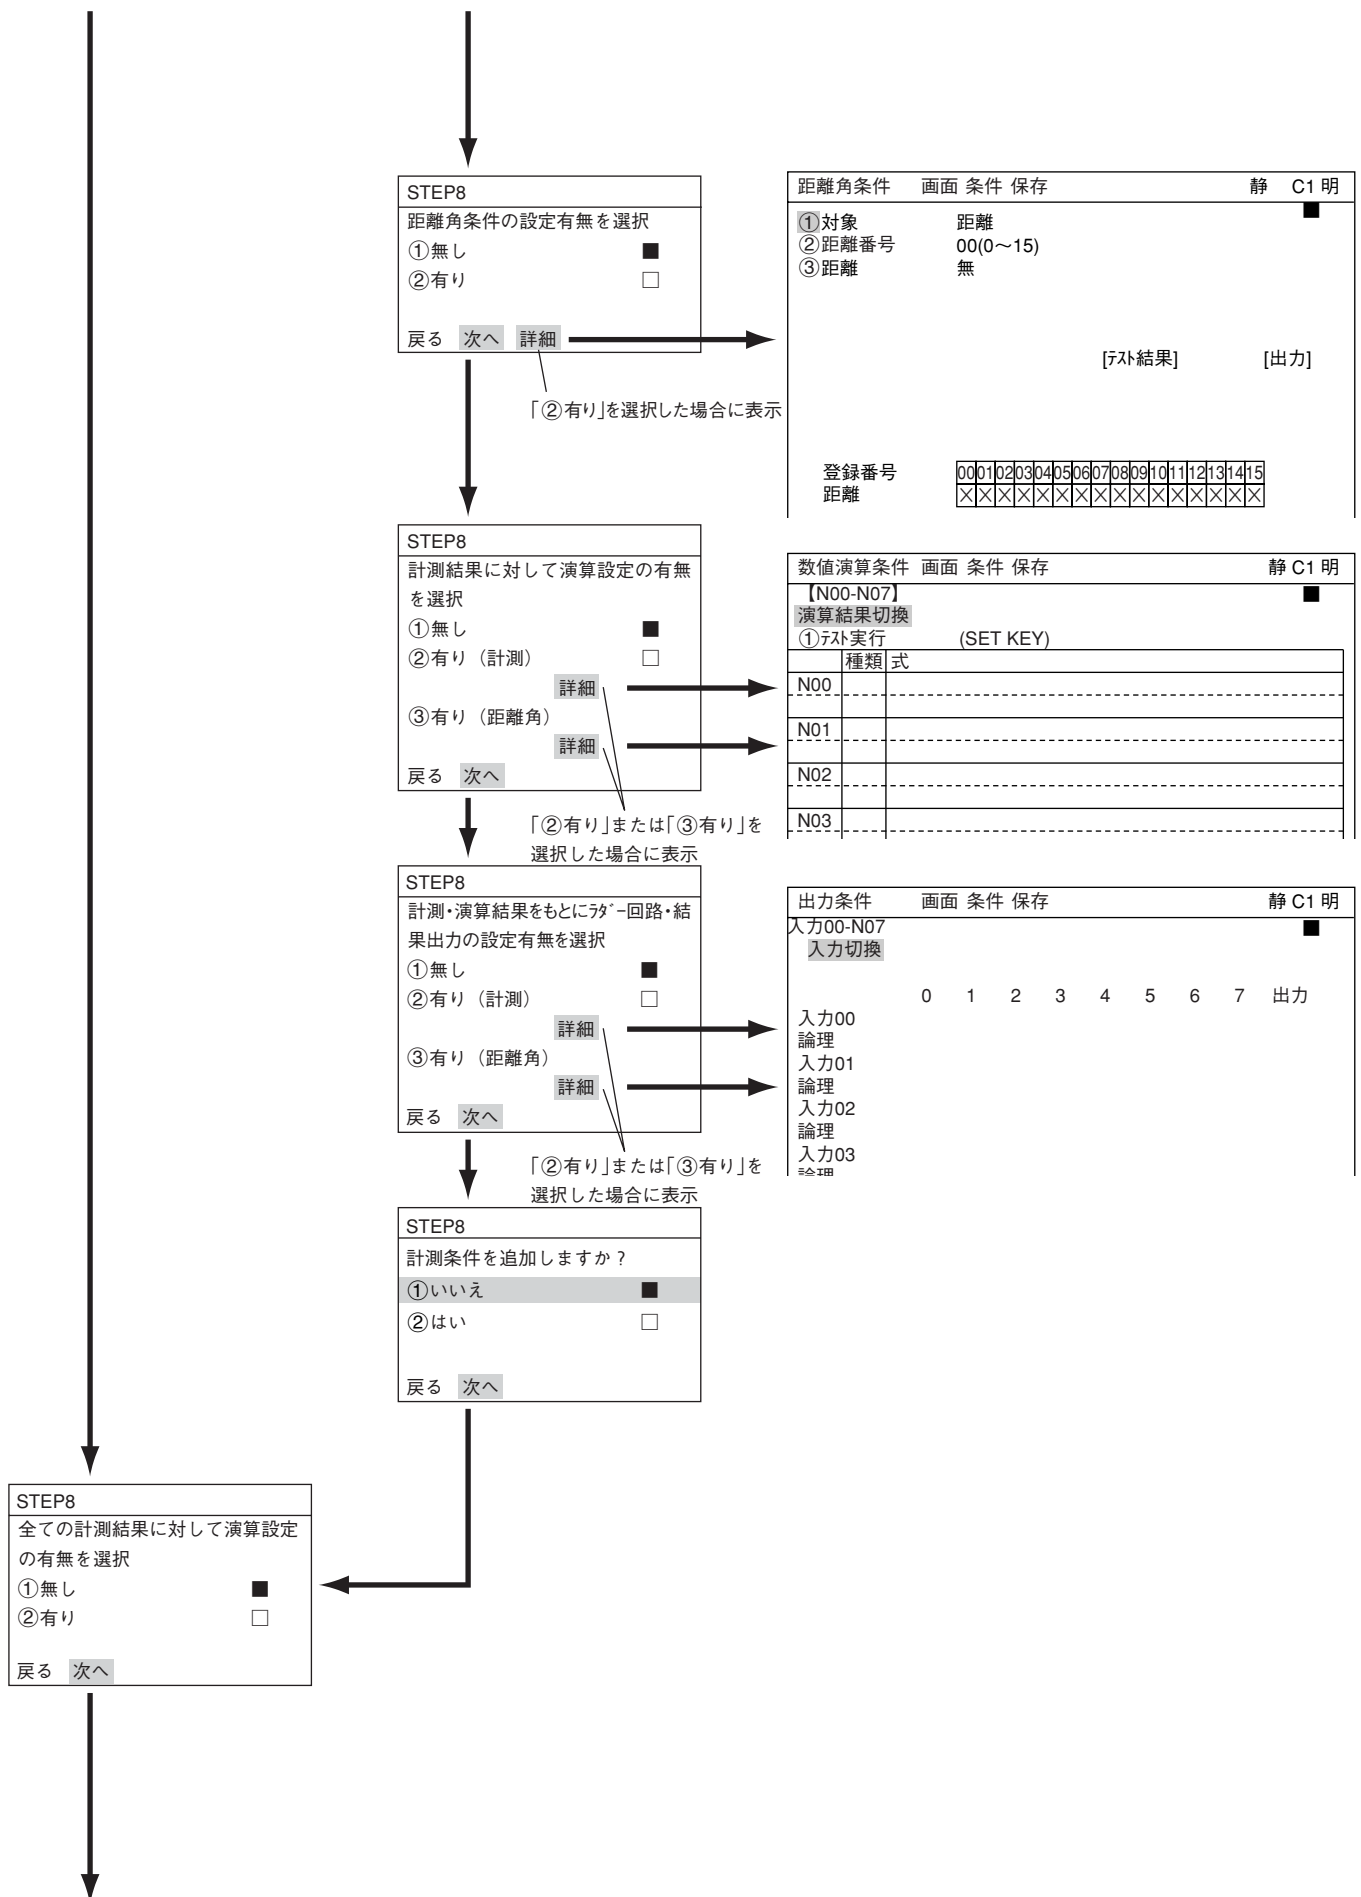 STEP8
距離角条件の設定有無を選択
①無し ■
②有り □
戻る 次へ 詳細
「②有り」を選択した場合に表示
距離角条件 画面 条件 保存 静 C1 明
■
①対象 距離
②距離番号 00(0～15)
③距離 無
[ﾃｽﾄ結果] [出力]
登録番号 00 01 02 03 04 05 06 07 08 09 10 11 12 13 14 15
距離 × × × × × × × × × × × × × × × ×
STEP8
計測結果に対して演算設定の有無
を選択
①無し ■
②有り（計測） □
詳細
③有り（距離角）
詳細
戻る 次へ
「②有り」または「③有り」を
選択した場合に表示
数値演算条件 画面 条件 保存 静 C1 明
【N00-N07】 ■
演算結果切換
①ﾃｽﾄ実行 (SET KEY)
種類 式
N00
N01
N02
N03
STEP8
計測・演算結果をもとにﾗﾀﾞｰ回路・結
果出力の設定有無を選択
①無し ■
②有り（計測） □
詳細
③有り（距離角）
詳細
戻る 次へ
「②有り」または「③有り」を
選択した場合に表示
出力条件 画面 条件 保存 静 C1 明
入力00-N07 ■
入力切換
0 1 2 3 4 5 6 7 出力
入力00
論理
入力01
論理
入力02
論理
入力03
論理
STEP8
計測条件を追加しますか？
①いいえ ■
②はい □
戻る 次へ
STEP8
全ての計測結果に対して演算設定
の有無を選択
①無し ■
②有り □
戻る 次へ